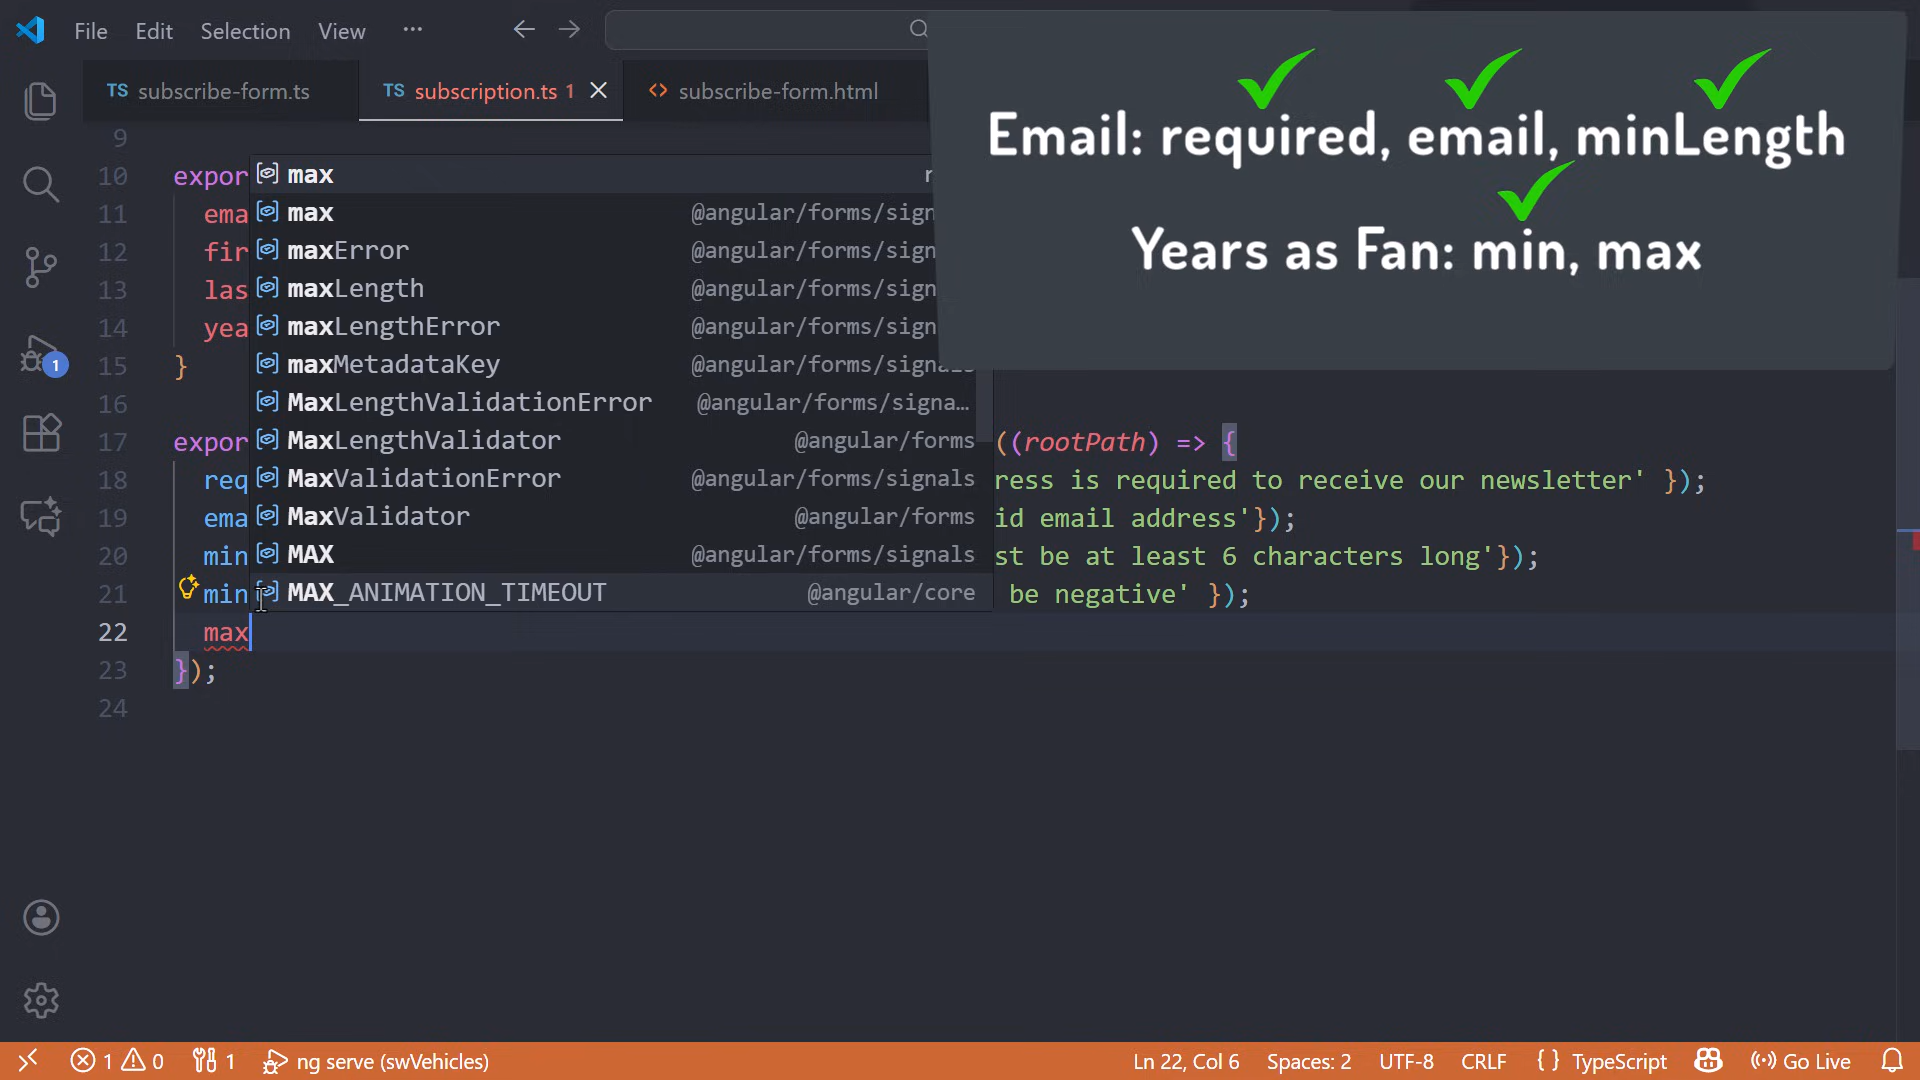 File Edit Selection View ···
TS subscribe-form.ts TS subscription.ts 1 <> subscribe-form.html
Email: required, email, minLength
Years as Fan: min, max
9
10 expor
11 ema
12 fir
13 las
14 yea
15 }
16
17 expor ((rootPath) => {
18 req ress is required to receive our newsletter' });
19 ema id email address'});
20 min st be at least 6 characters long'});
21 min be negative' });
22 max
23 });
24
max r
max @angular/forms/sign
maxError @angular/forms/sign
maxLength @angular/forms/sign
maxLengthError @angular/forms/sign
maxMetadataKey @angular/forms/signals
MaxLengthValidationError @angular/forms/signa…
MaxLengthValidator @angular/forms
MaxValidationError @angular/forms/signals
MaxValidator @angular/forms
MAX @angular/forms/signals
MAX_ANIMATION_TIMEOUT @angular/core
1
1 0 1 ng serve (swVehicles) Ln 22, Col 6 Spaces: 2 UTF-8 CRLF { } TypeScript Go Live